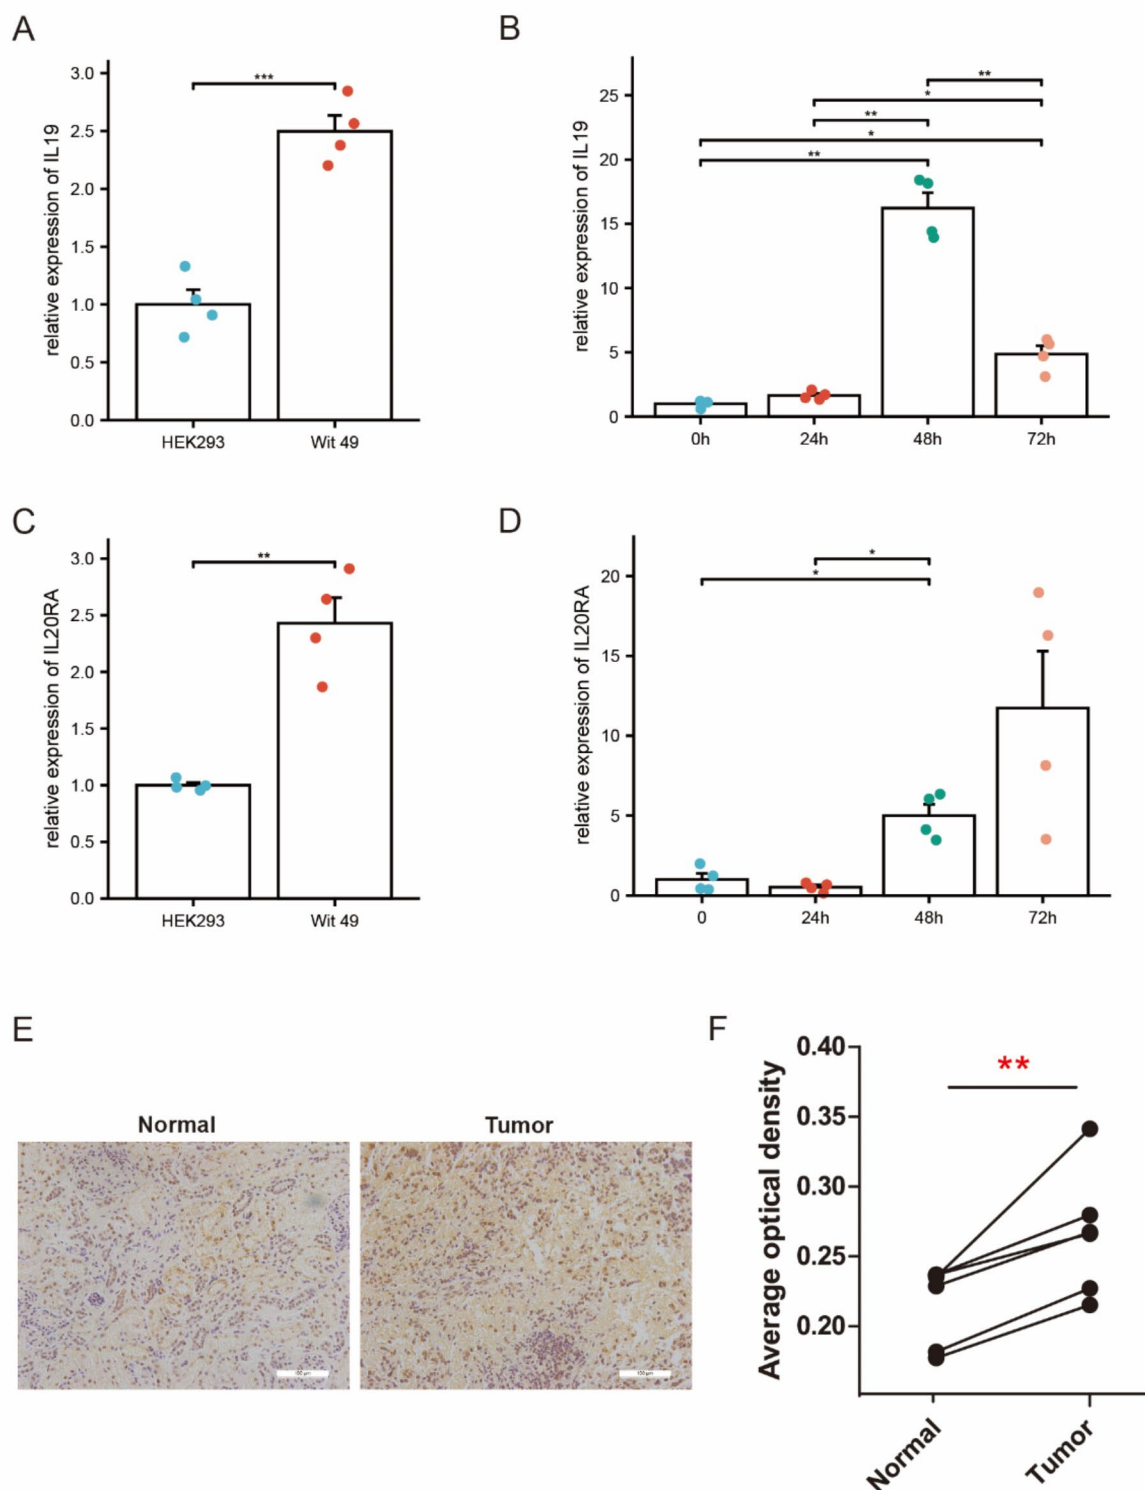 A
B
relative expression of IL19
3.0
2.5
2.0
1.5
1.0
0.5
0.0
***
HEK293
Wit 49
relative expression of IL19
25
20
15
10
5
0
**
*
**
*
**
0h
24h
48h
72h
C
D
relative expression of IL20RA
3.0
2.5
2.0
1.5
1.0
0.5
0.0
**
HEK293
Wit 49
relative expression of IL20RA
20
15
10
5
0
*
*
0
24h
48h
72h
E
Normal
Tumor
100 μm
100 μm
F
Average optical density
0.40
0.35
0.30
0.25
0.20
**
Normal
Tumor